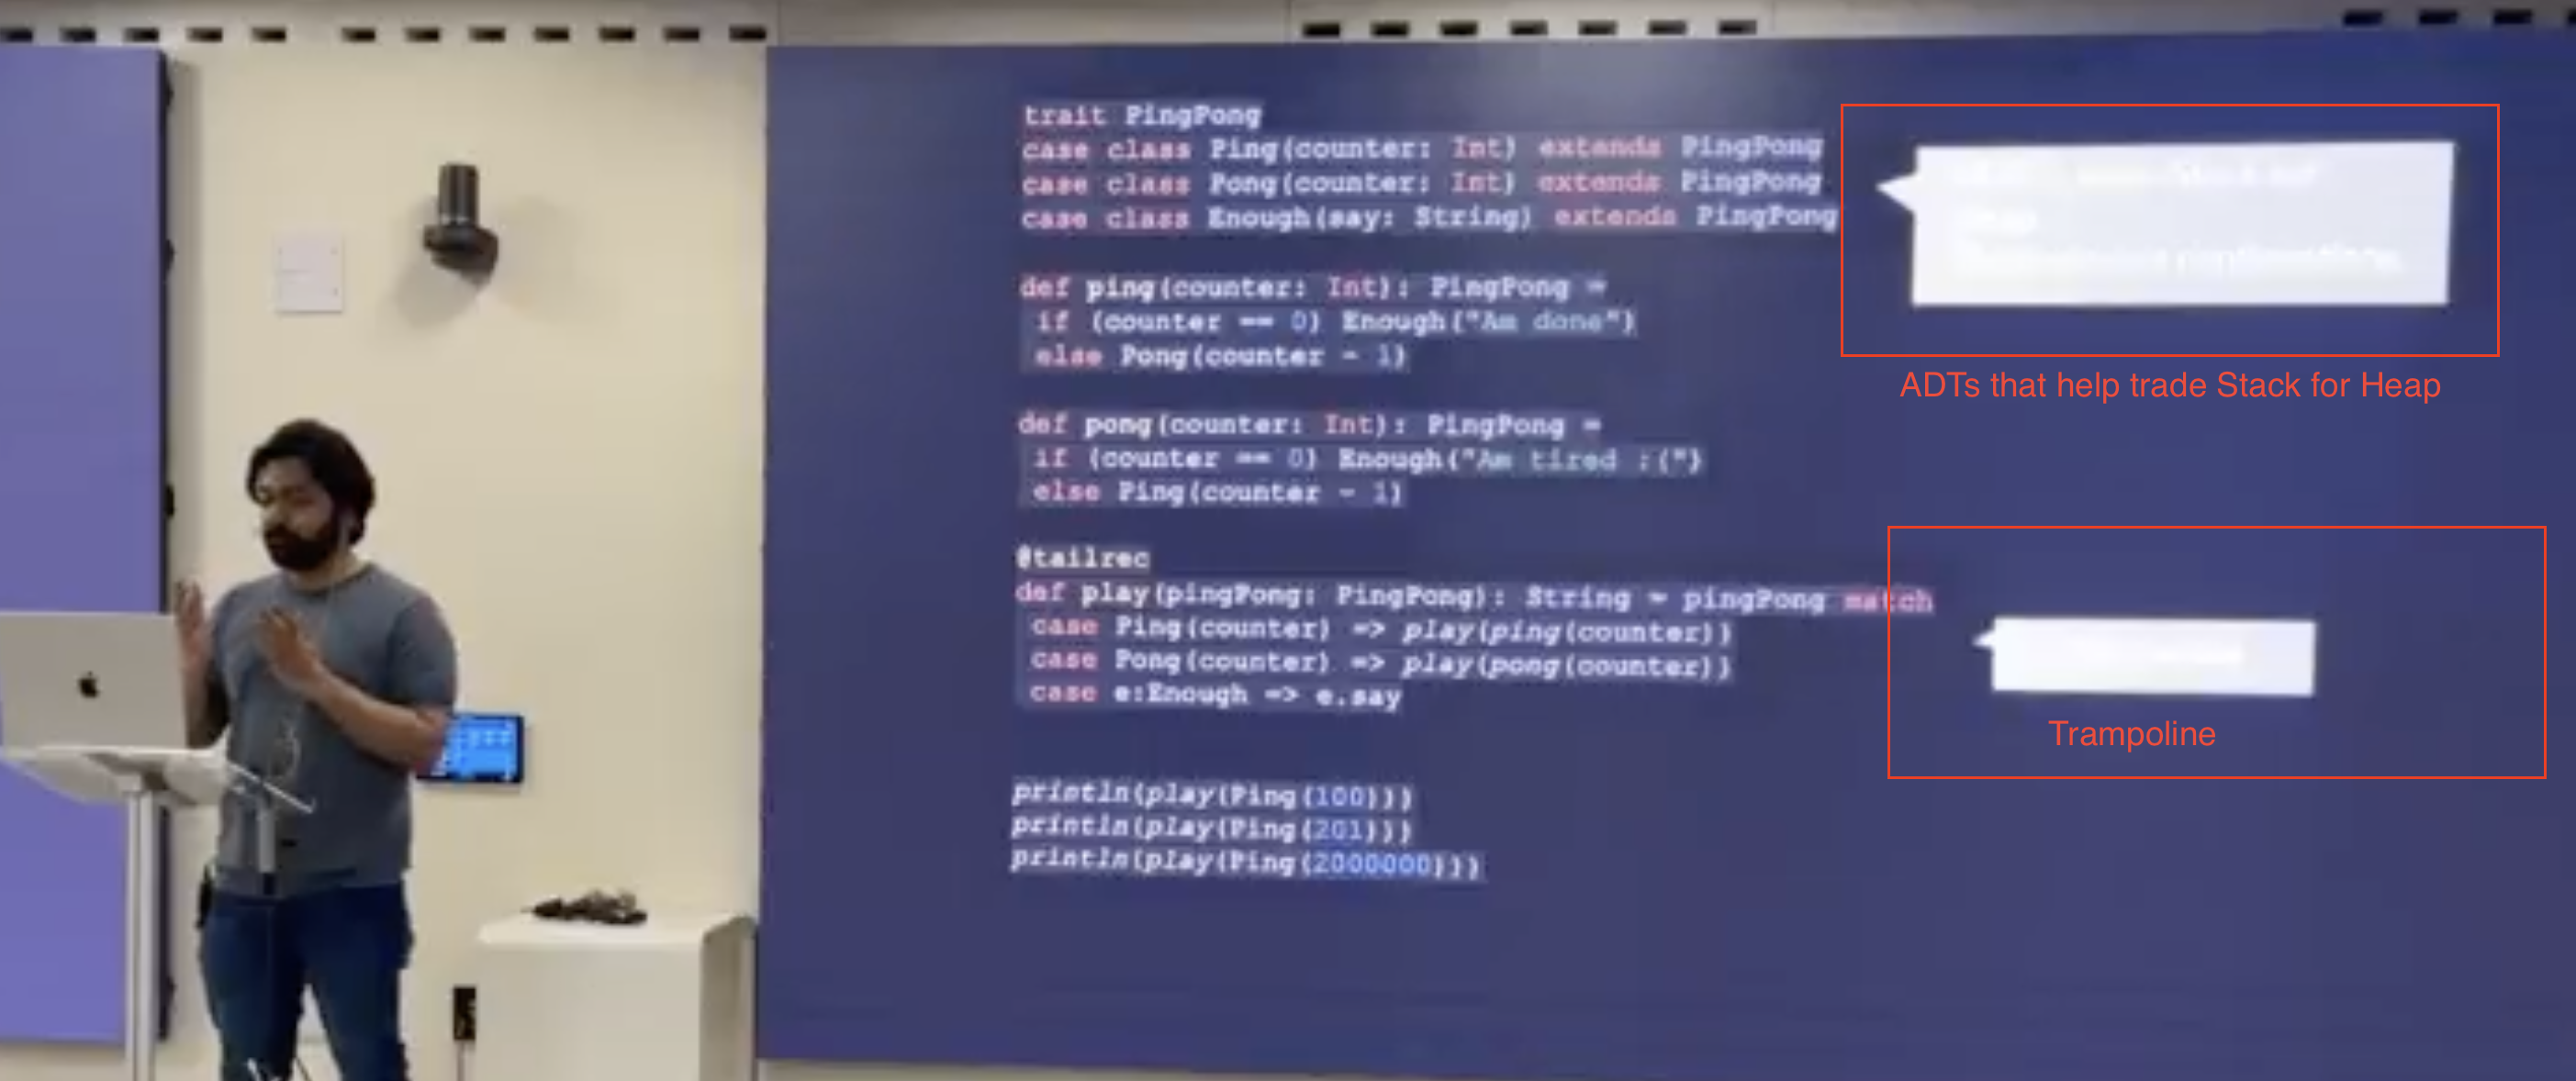 trait PingPong
case class Ping(counter: Int) extends PingPong
case class Pong(counter: Int) extends PingPong
case class Enough(say: String) extends PingPong
ADTs that help trade Stack for Heap
def ping(counter: Int): PingPong =
if (counter == 0) Enough("Am done")
else Pong(counter - 1)
def pong(counter: Int): PingPong =
if (counter == 0) Enough("Am tired :(")
else Ping(counter - 1)
@tailrec
def play(pingPong: PingPong): String = pingPong match
case Ping(counter) => play(ping(counter))
case Pong(counter) => play(pong(counter))
case e:Enough => e.say
Trampoline
println(play(Ping(100)))
println(play(Ping(201)))
println(play(Ping(2000000)))